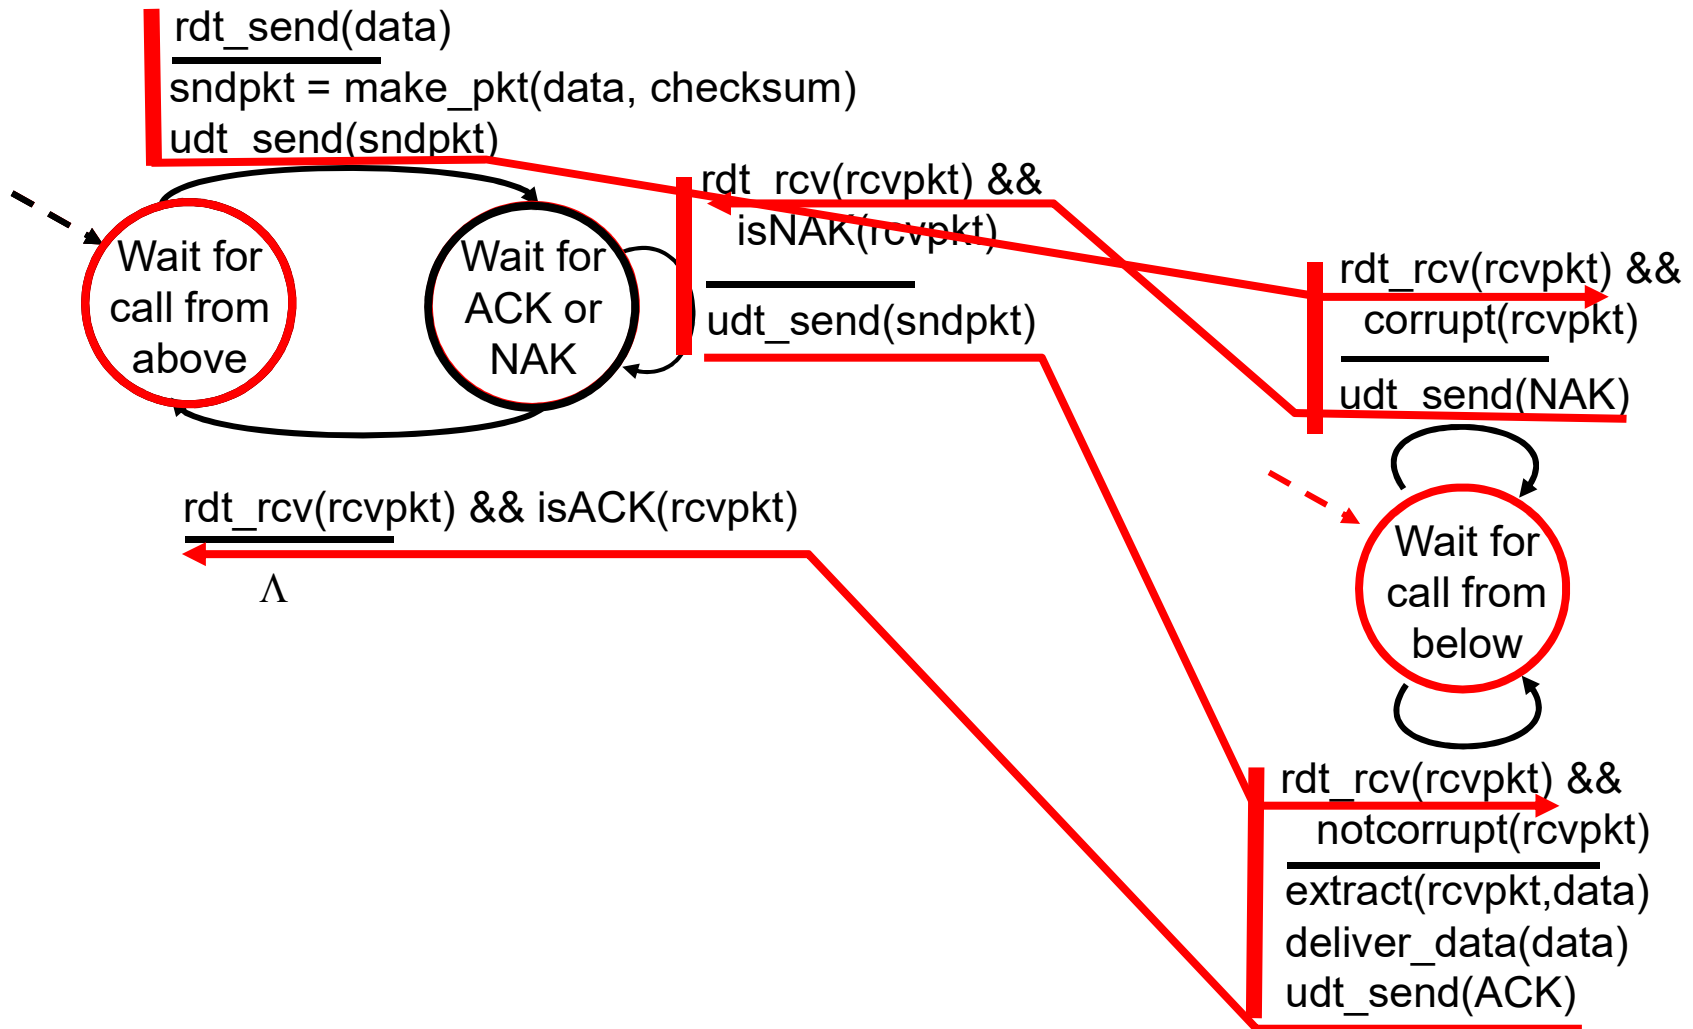 rdt_send(data)
sndpkt = make_pkt(data, checksum)
udt_send(sndpkt)
rdt_rcv(rcvpkt) &&
isNAK(rcvpkt)
udt_send(sndpkt)
Wait for
call from
above
Wait for
ACK or
NAK
rdt_rcv(rcvpkt) && isACK(rcvpkt)
Λ
rdt_rcv(rcvpkt) &&
corrupt(rcvpkt)
udt_send(NAK)
Wait for
call from
below
rdt_rcv(rcvpkt) &&
notcorrupt(rcvpkt)
extract(rcvpkt,data)
deliver_data(data)
udt_send(ACK)